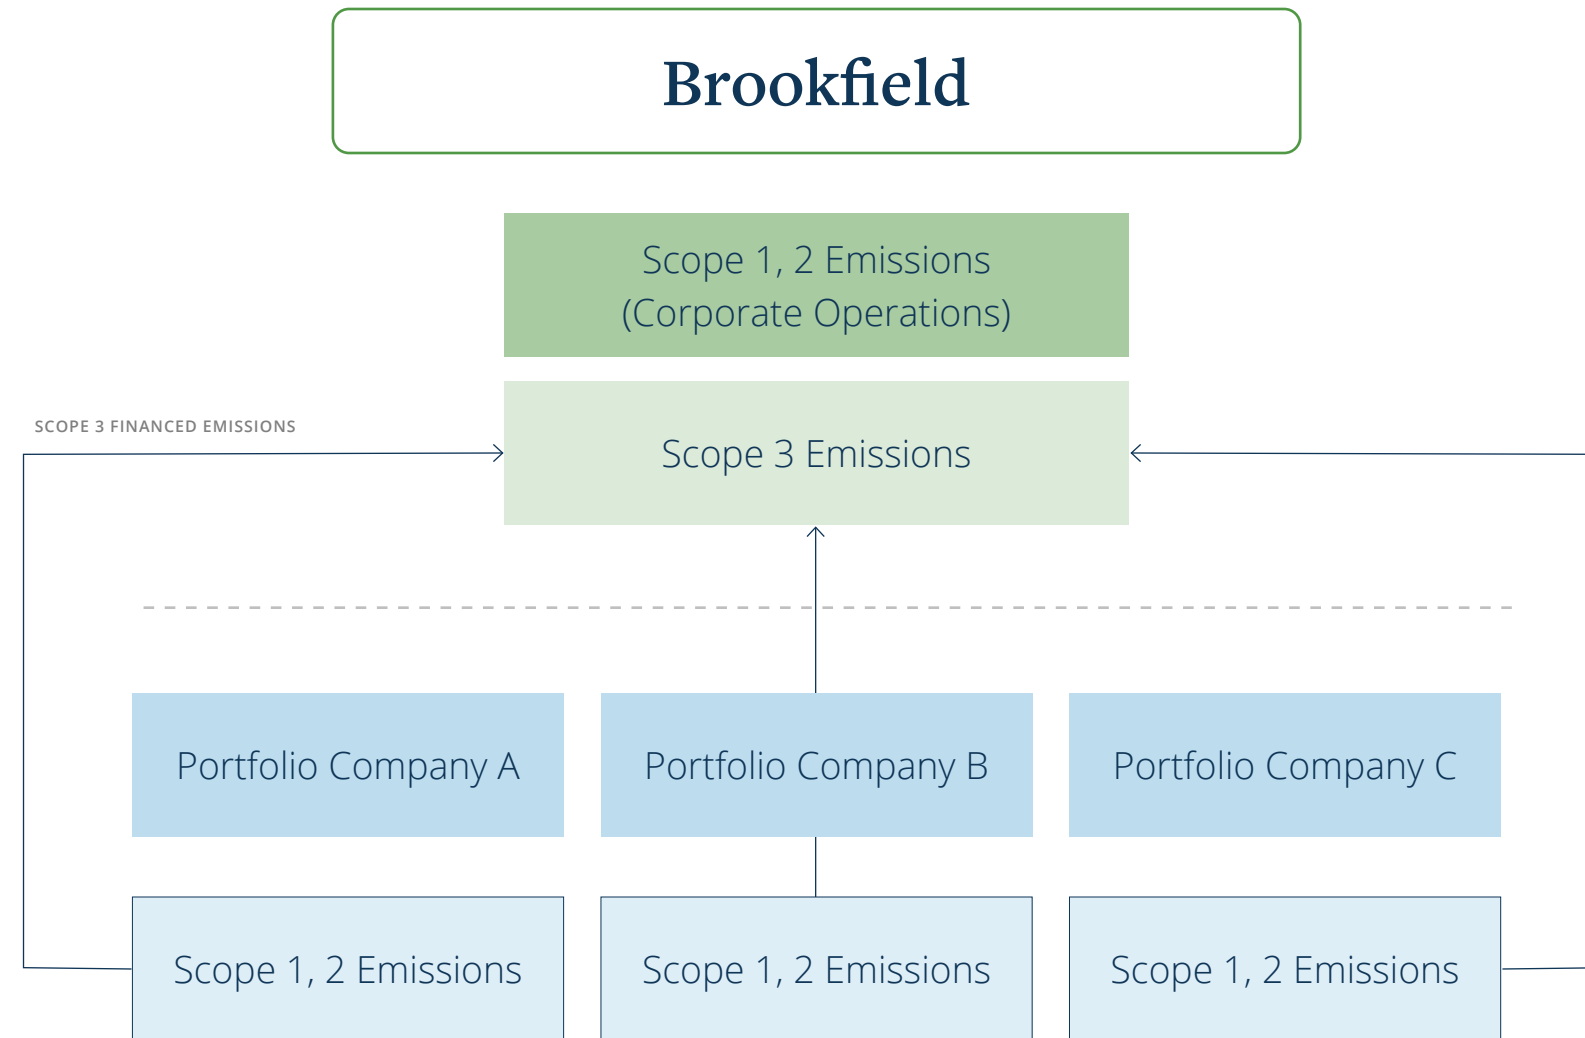 Brookfield
Scope 1, 2 Emissions
(Corporate Operations)
SCOPE 3 FINANCED EMISSIONS
Scope 3 Emissions
Portfolio Company A
Portfolio Company B
Portfolio Company C
Scope 1, 2 Emissions
Scope 1, 2 Emissions
Scope 1, 2 Emissions